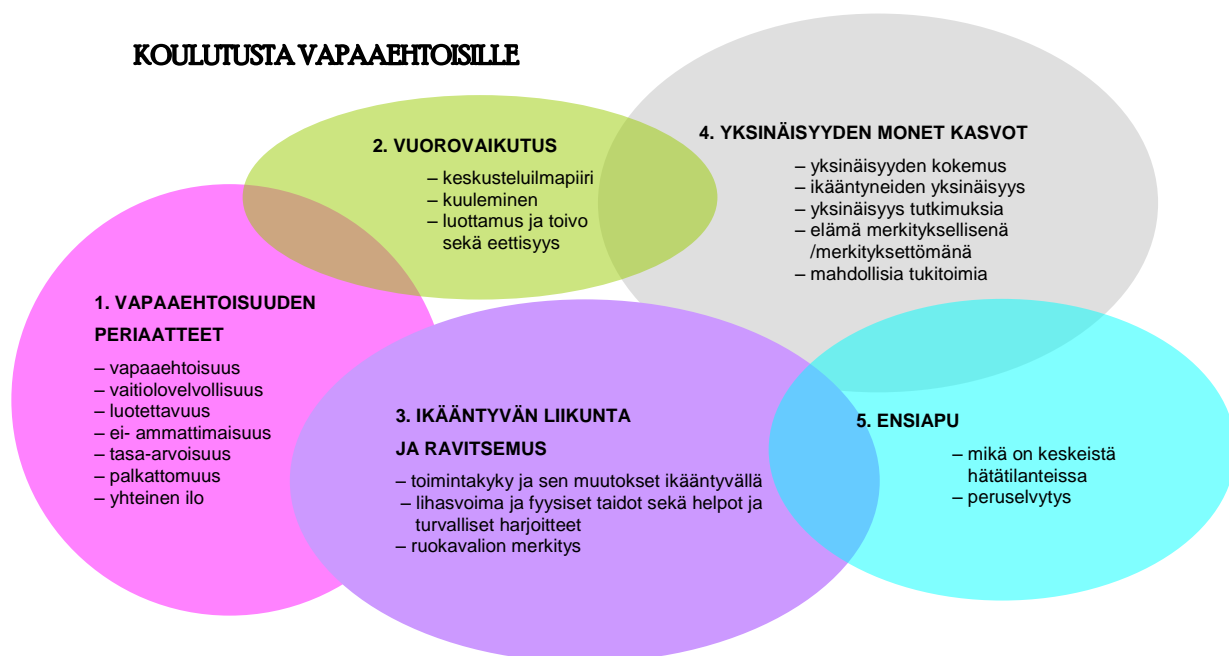 KOULUTUSTA VAPAAEHTOISILLE
1. VAPAAEHTOISUUDEN
PERIAATTEET
– vapaaehtoisuus
– vaitiolovelvollisuus
– luotettavuus
– ei- ammattimaisuus
– tasa-arvoisuus
– palkattomuus
– yhteinen ilo
2. VUOROVAIKUTUS
– keskusteluilmapiiri
– kuuleminen
– luottamus ja toivo
sekä eettisyys
3. IKÄÄNTYVÄN LIIKUNTA
JA RAVITSEMUS
– toimintakyky ja sen muutokset ikääntyvällä
– lihasvoima ja fyysiset taidot sekä helpot ja
turvalliset harjoitteet
– ruokavalion merkitys
4. YKSINÄISYYDEN MONET KASVOT
– yksinäisyyden kokemus
– ikääntyneiden yksinäisyys
– yksinäisyys tutkimuksia
– elämä merkityksellisenä
/merkityksettömänä
– mahdollisia tukitoimia
5. ENSIAPU
– mikä on keskeistä
hätätilanteissa
– peruselvytys